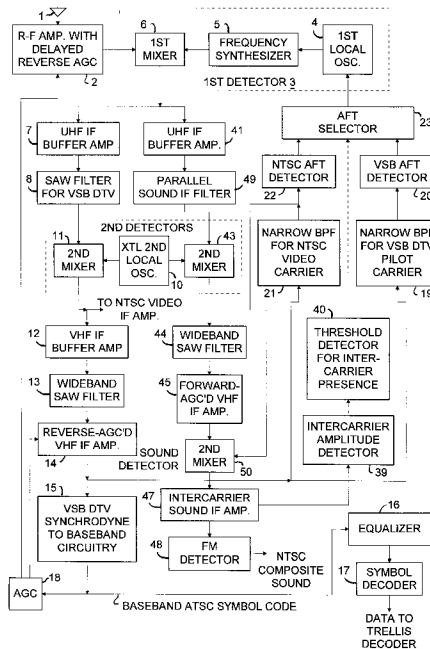 1
R-F AMP. WITH
DELAYED
REVERSE AGC
2
6
1ST
MIXER
5
FREQUENCY
SYNTHESIZER
4
1ST
LOCAL
OSC.
1ST DETECTOR 3
7
UHF IF
BUFFER AMP.
41
UHF IF
BUFFER AMP.
AFT
SELECTOR
23
8
SAW FILTER
FOR VSB DTV
PARALLEL
SOUND IF FILTER
49
NTSC AFT
DETECTOR
22
VSB AFT
DETECTOR
20
2ND DETECTORS
11
2ND
MIXER
XTL 2ND
LOCAL
OSC.
10
43
2ND
MIXER
NARROW BPF
FOR NTSC
VIDEO
CARRIER
21
NARROW BPF
FOR VSB DTV
PILOT
CARRIER
19
TO NTSC VIDEO
IF AMP.
12
VHF IF
BUFFER AMP
44
WIDEBAND
SAW FILTER
40
THRESHOLD
DETECTOR
FOR INTER-
CARRIER
PRESENCE
13
WIDEBAND
SAW FILTER
45
FORWARD-
AGC'D VHF
IF AMP.
REVERSE-AGC'D
VHF IF AMP.
14
SOUND
DETECTOR
2ND
MIXER
50
INTERCARRIER
AMPLITUDE
DETECTOR
39
15
VSB DTV
SYNCHRODYNE
TO BASEBAND
CIRCUITRY
47
INTERCARRIER
SOUND IF AMP.
16
EQUALIZER
48
FM
DETECTOR
NTSC
COMPOSITE
SOUND
17
SYMBOL
DECODER
AGC
18
BASEBAND ATSC SYMBOL CODE
DATA TO
TRELLIS
DECODER